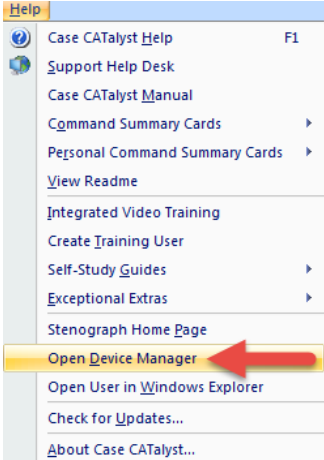 Help
Case CATalyst Help F1
Support Help Desk
Case CATalyst Manual
Command Summary Cards
Personal Command Summary Cards
View Readme
Integrated Video Training
Create Training User
Self-Study Guides
Exceptional Extras
Stenograph Home Page
Open Device Manager
Open User in Windows Explorer
Check for Updates...
About Case CATalyst...